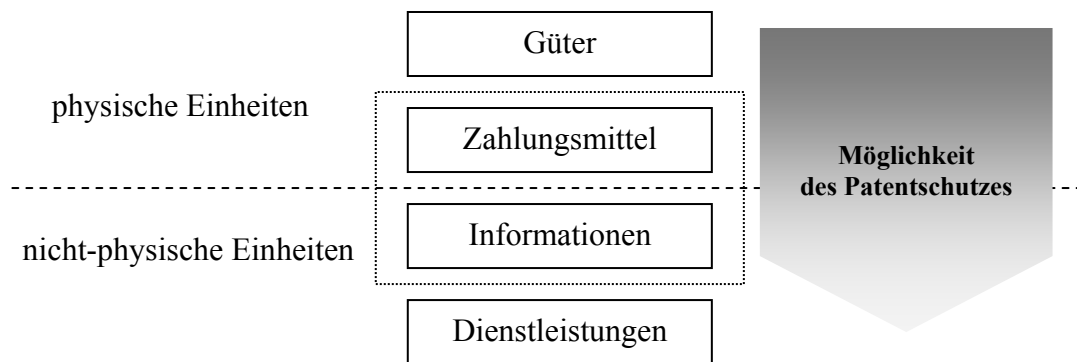 Güter
physische Einheiten
Zahlungsmittel
Möglichkeit
des Patentschutzes
Informationen
nicht-physische Einheiten
Dienstleistungen